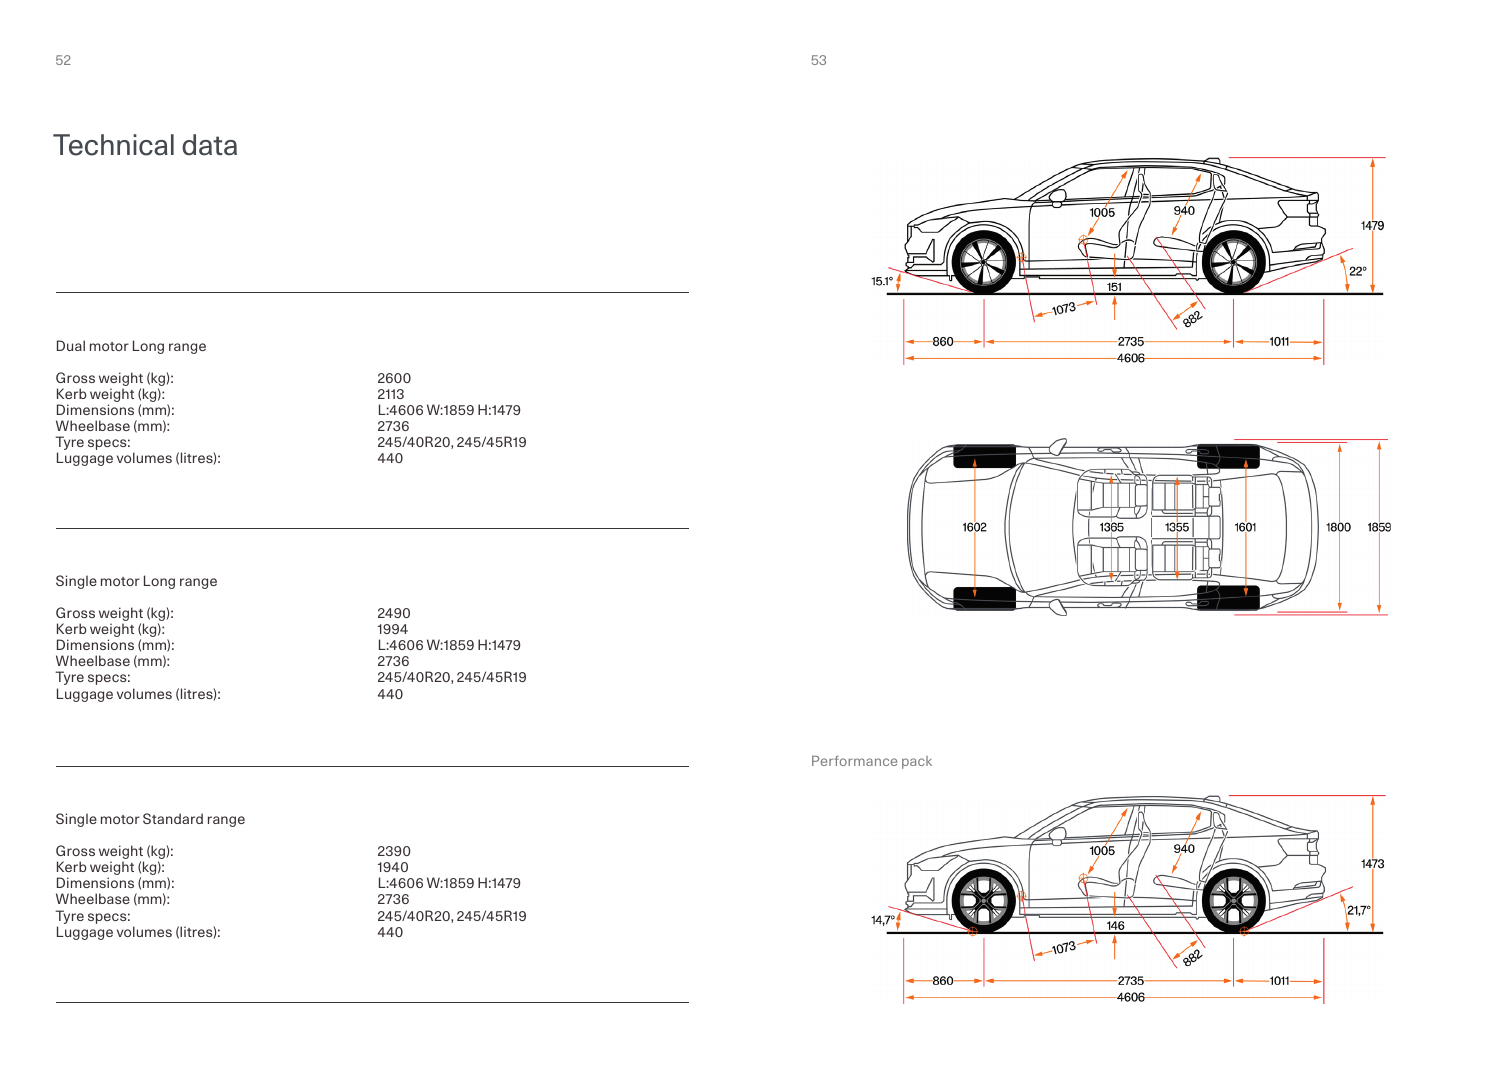 52
Technical data
Dual motor Long range
Gross weight (kg): 2600
Kerb weight (kg): 2113
Dimensions (mm): L:4606 W:1859 H:1479
Wheelbase (mm): 2736
Tyre specs: 245/40R20, 245/45R19
Luggage volumes (litres): 440
Single motor Long range
Gross weight (kg): 2490
Kerb weight (kg): 1994
Dimensions (mm): L:4606 W:1859 H:1479
Wheelbase (mm): 2736
Tyre specs: 245/40R20, 245/45R19
Luggage volumes (litres): 440
Single motor Standard range
Gross weight (kg): 2390
Kerb weight (kg): 1940
Dimensions (mm): L:4606 W:1859 H:1479
Wheelbase (mm): 2736
Tyre specs: 245/40R20, 245/45R19
Luggage volumes (litres): 440
53
1005 940
1479
15.1° 22°
151
1073 882
860 2735 1011
4606
1602 1365 1355 1601 1800 1859
Performance pack
1005 940
1473
14,7° 21,7°
146
1073 882
860 2735 1011
4606